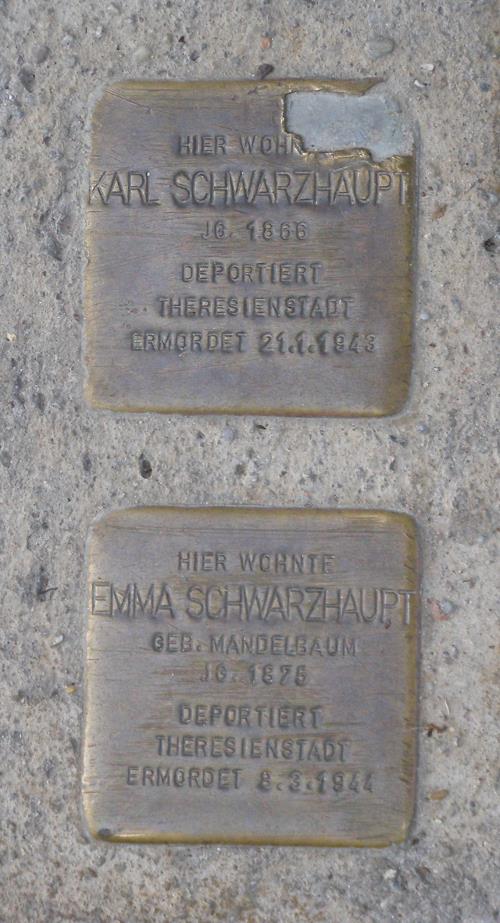 HIER WOHN
KARL SCHWARZHAUPT
JG. 1866
DEPORTIERT
THERESIENSTADT
ERMORDET 21.1.1943
HIER WOHNTE
EMMA SCHWARZHAUPT
GEB. MANDELBAUM
JG. 1875
DEPORTIERT
THERESIENSTADT
ERMORDET 8.3.1944